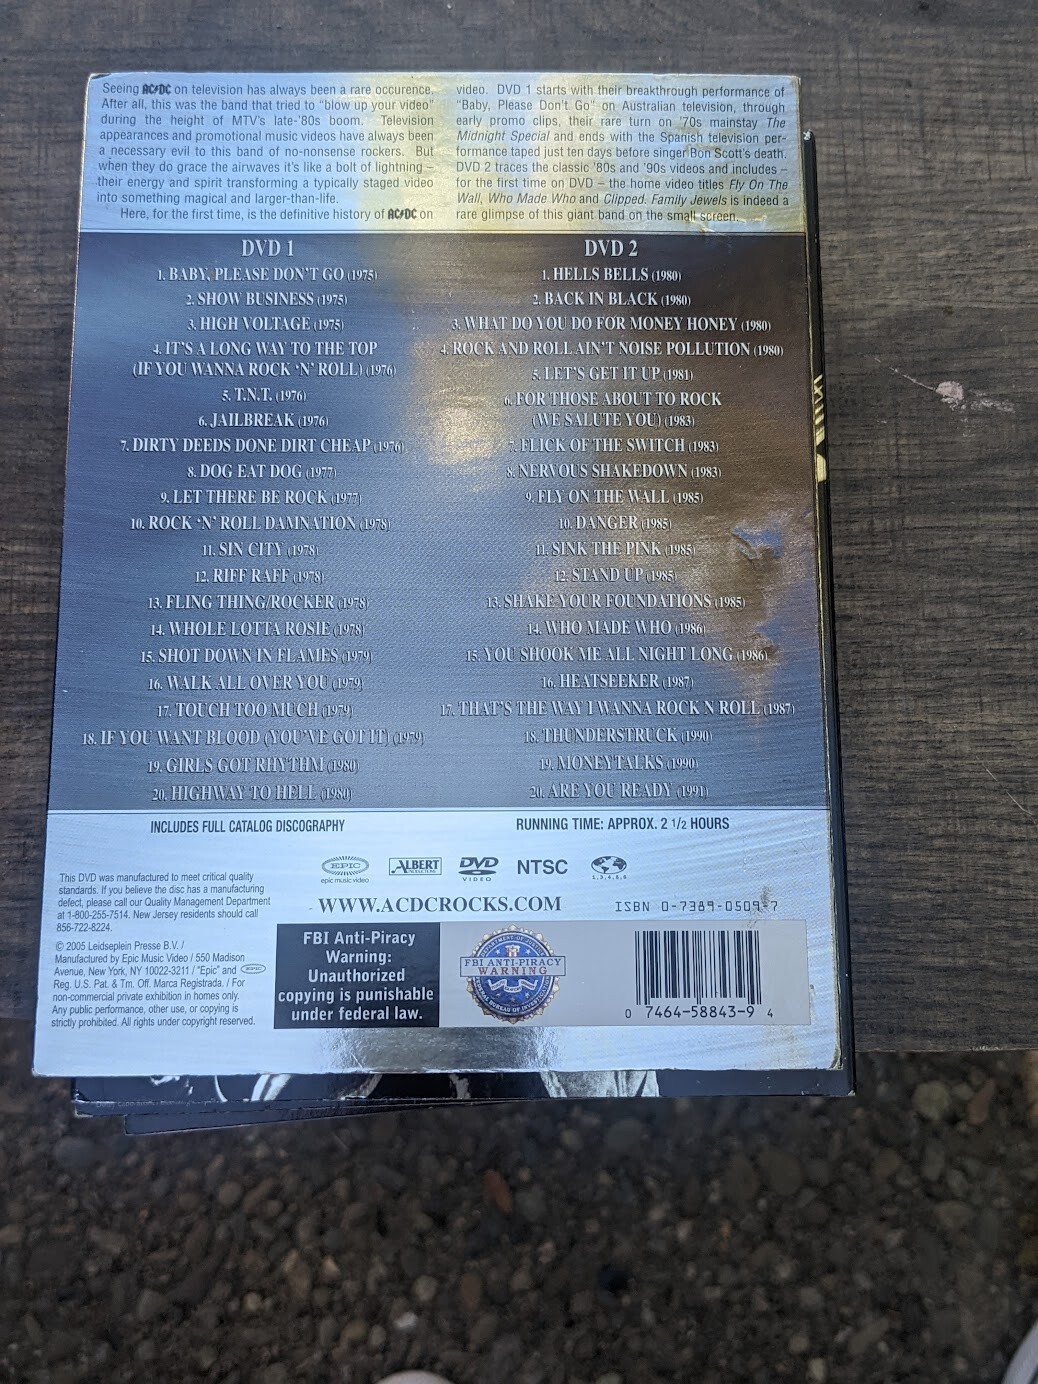 Seeing AC/DC on television has always been a rare occurence.
After all, this was the band that tried to "blow up your video"
during the height of MTV's late-'80s boom. Television
appearances and promotional music videos have always been
a necessary evil to this band of no-nonsense rockers. But
when they do grace the airwaves it's like a bolt of lightning –
their energy and spirit transforming a typically staged video
into something magical and larger-than-life.
Here, for the first time, is the definitive history of AC/DC on
video. DVD 1 starts with their breakthrough performance of
"Baby, Please Don't Go" on Australian television, through
early promo clips, their rare turn on '70s mainstay The
Midnight Special and ends with the Spanish television per-
formance taped just ten days before singer Bon Scott's death.
DVD 2 traces the classic '80s and '90s videos and includes –
for the first time on DVD – the home video titles Fly On The
Wall, Who Made Who and Clipped. Family Jewels is indeed a
rare glimpse of this giant band on the small screen.
DVD 1
1. BABY, PLEASE DON'T GO (1975)
2. SHOW BUSINESS (1975)
3. HIGH VOLTAGE (1975)
4. IT'S A LONG WAY TO THE TOP
(IF YOU WANNA ROCK 'N' ROLL) (1976)
5. T.N.T. (1976)
6. JAILBREAK (1976)
7. DIRTY DEEDS DONE DIRT CHEAP (1976)
8. DOG EAT DOG (1977)
9. LET THERE BE ROCK (1977)
10. ROCK 'N' ROLL DAMNATION (1978)
11. SIN CITY (1978)
12. RIFF RAFF (1978)
13. FLING THING/ROCKER (1978)
14. WHOLE LOTTA ROSIE (1978)
15. SHOT DOWN IN FLAMES (1979)
16. WALK ALL OVER YOU (1979)
17. TOUCH TOO MUCH (1979)
18. IF YOU WANT BLOOD (YOU'VE GOT IT) (1979)
19. GIRLS GOT RHYTHM (1980)
20. HIGHWAY TO HELL (1980)
DVD 2
1. HELLS BELLS (1980)
2. BACK IN BLACK (1980)
3. WHAT DO YOU DO FOR MONEY HONEY (1980)
4. ROCK AND ROLL AIN'T NOISE POLLUTION (1980)
5. LET'S GET IT UP (1981)
6. FOR THOSE ABOUT TO ROCK
(WE SALUTE YOU) (1983)
7. FLICK OF THE SWITCH (1983)
8. NERVOUS SHAKEDOWN (1983)
9. FLY ON THE WALL (1985)
10. DANGER (1985)
11. SINK THE PINK (1985)
12. STAND UP (1985)
13. SHAKE YOUR FOUNDATIONS (1985)
14. WHO MADE WHO (1986)
15. YOU SHOOK ME ALL NIGHT LONG (1986)
16. HEATSEEKER (1987)
17. THAT'S THE WAY I WANNA ROCK N ROLL (1987)
18. THUNDERSTRUCK (1990)
19. MONEYTALKS (1990)
20. ARE YOU READY (1991)
INCLUDES FULL CATALOG DISCOGRAPHY
RUNNING TIME: APPROX. 2 1/2 HOURS
EPIC
epic music video
ALBERT
PRODUCTIONS
DVD
VIDEO
NTSC
WWW.ACDCROCKS.COM
ISBN 0-7389-0509-7
This DVD was manufactured to meet critical quality
standards. If you believe the disc has a manufacturing
defect, please call our Quality Management Department
at 1-800-255-7514. New Jersey residents should call
856-722-8224.
© 2005 Leidseplein Presse B.V. /
Manufactured by Epic Music Video / 550 Madison
Avenue, New York, NY 10022-3211 / "Epic" and EPIC
Reg. U.S. Pat. & Tm. Off. Marca Registrada. / For
non-commercial private exhibition in homes only.
Any public performance, other use, or copying is
strictly prohibited. All rights under copyright reserved.
FBI Anti-Piracy
Warning:
Unauthorized
copying is punishable
under federal law.
FBI ANTI-PIRACY
WARNING
0 7464-58843-9 4